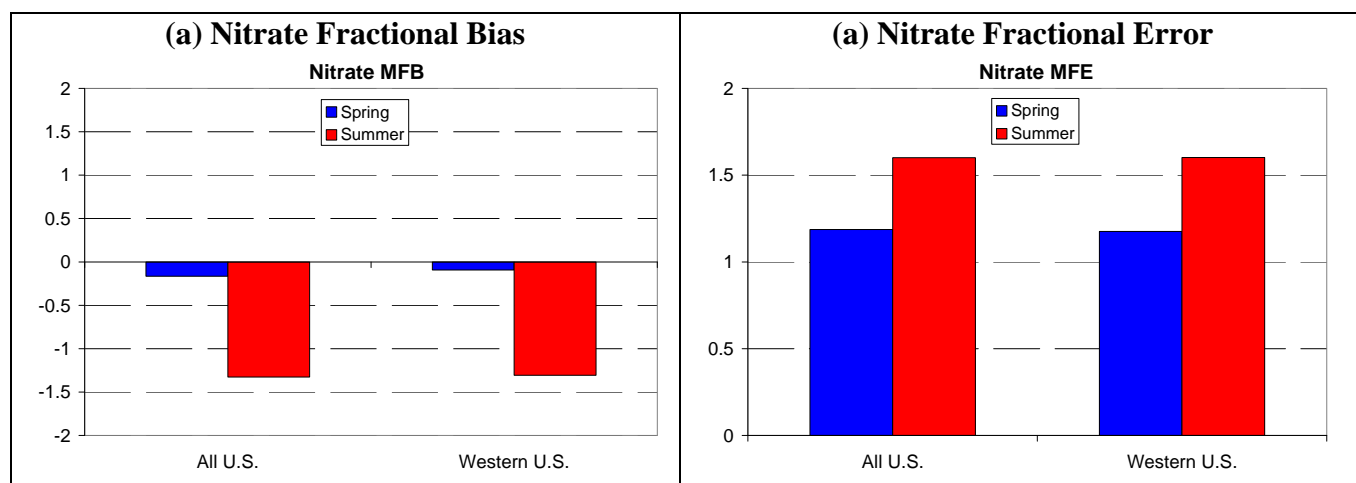 (a) Nitrate Fractional Bias
Nitrate MFB
Spring
Summer
2
1.5
1
0.5
0
-0.5
-1
-1.5
-2
All U.S. Western U.S.
(a) Nitrate Fractional Error
Nitrate MFE
Spring
Summer
2
1.5
1
0.5
0
All U.S. Western U.S.